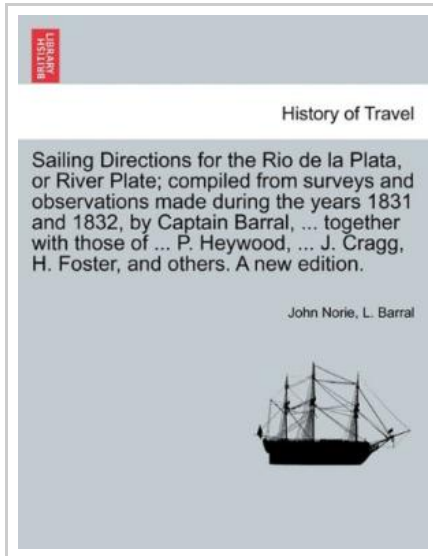 BRITISH
LIBRARY
History of Travel
Sailing Directions for the Rio de la Plata,
or River Plate; compiled from surveys and
observations made during the years 1831
and 1832, by Captain Barral, ... together
with those of ... P. Heywood, ... J. Cragg,
H. Foster, and others. A new edition.
John Norie, L. Barral